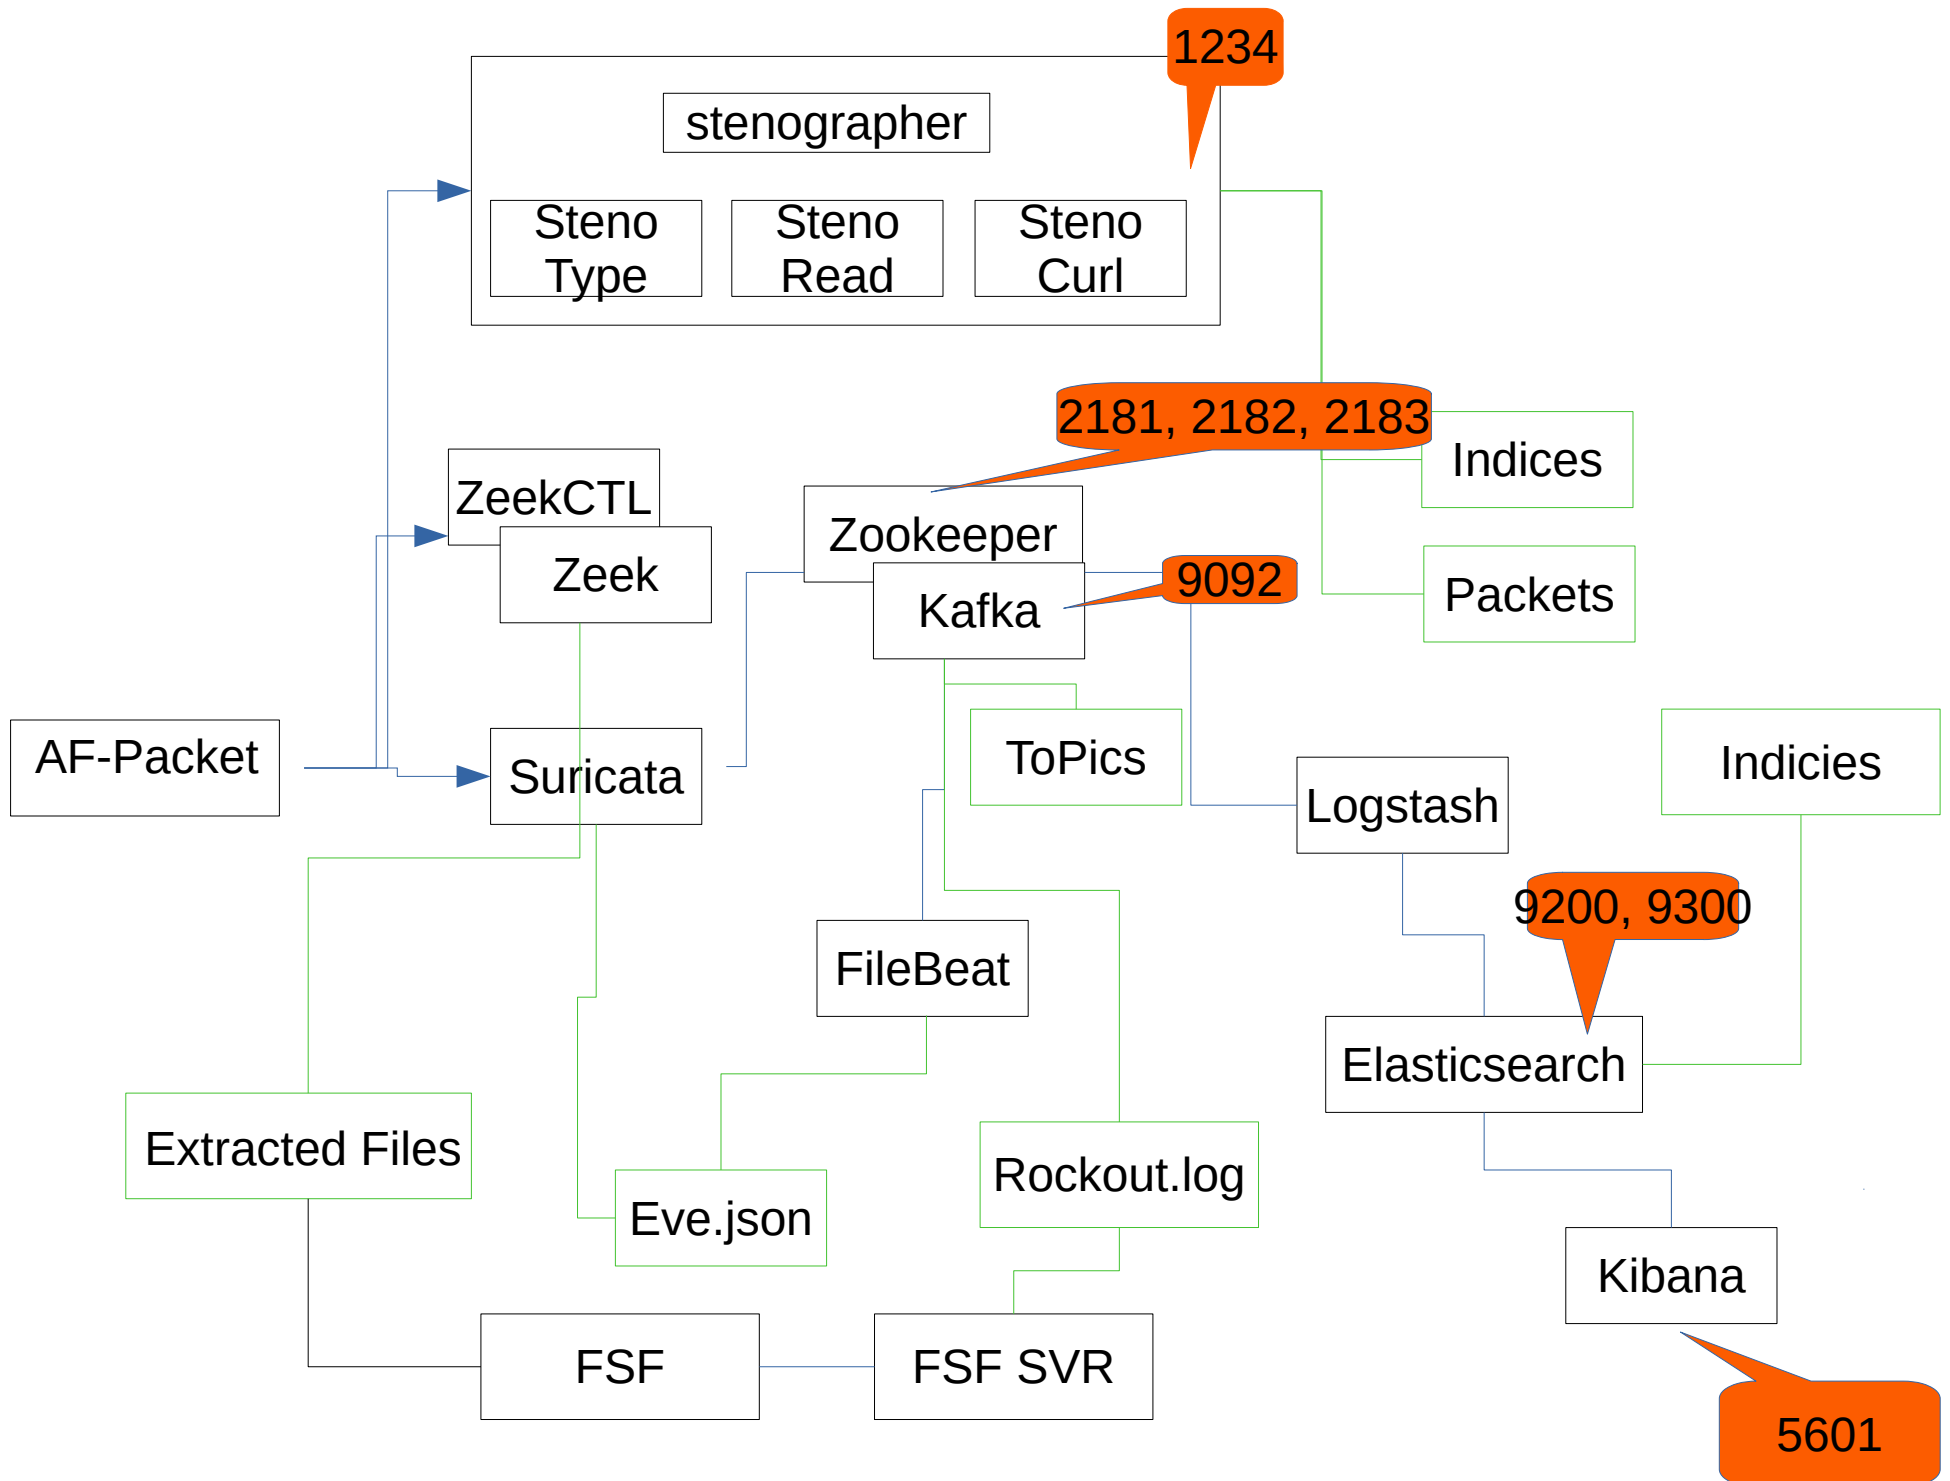 1234
stenographer
Steno
Type
Steno
Read
Steno
Curl
2181, 2182, 2183
Indices
ZeekCTL
Zookeeper
Zeek
9092
Kafka
Packets
AF-Packet
Suricata
ToPics
Logstash
Indicies
9200, 9300
FileBeat
Elasticsearch
Extracted Files
Rockout.log
Eve.json
Kibana
FSF
FSF SVR
5601